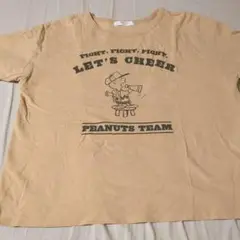 FIGHT, FIGHT, FIGHT,
LET'S CHEER
PEANUTS TEAM